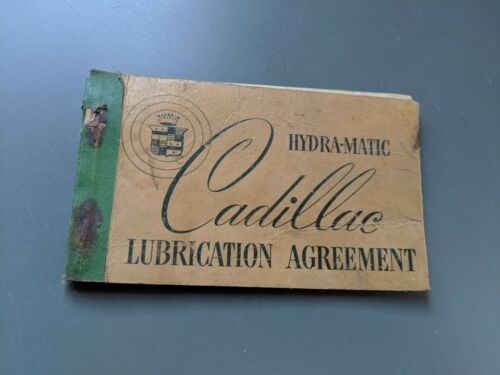 HYDRA-MATIC
Cadillac
LUBRICATION AGREEMENT